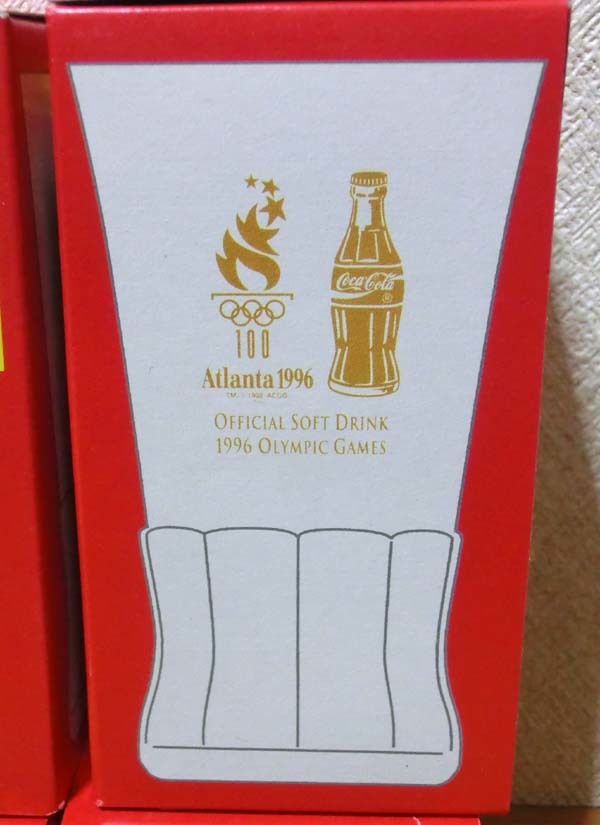 Coca-Cola
®
100
Atlanta 1996
OFFICIAL SOFT DRINK
1996 OLYMPIC GAMES